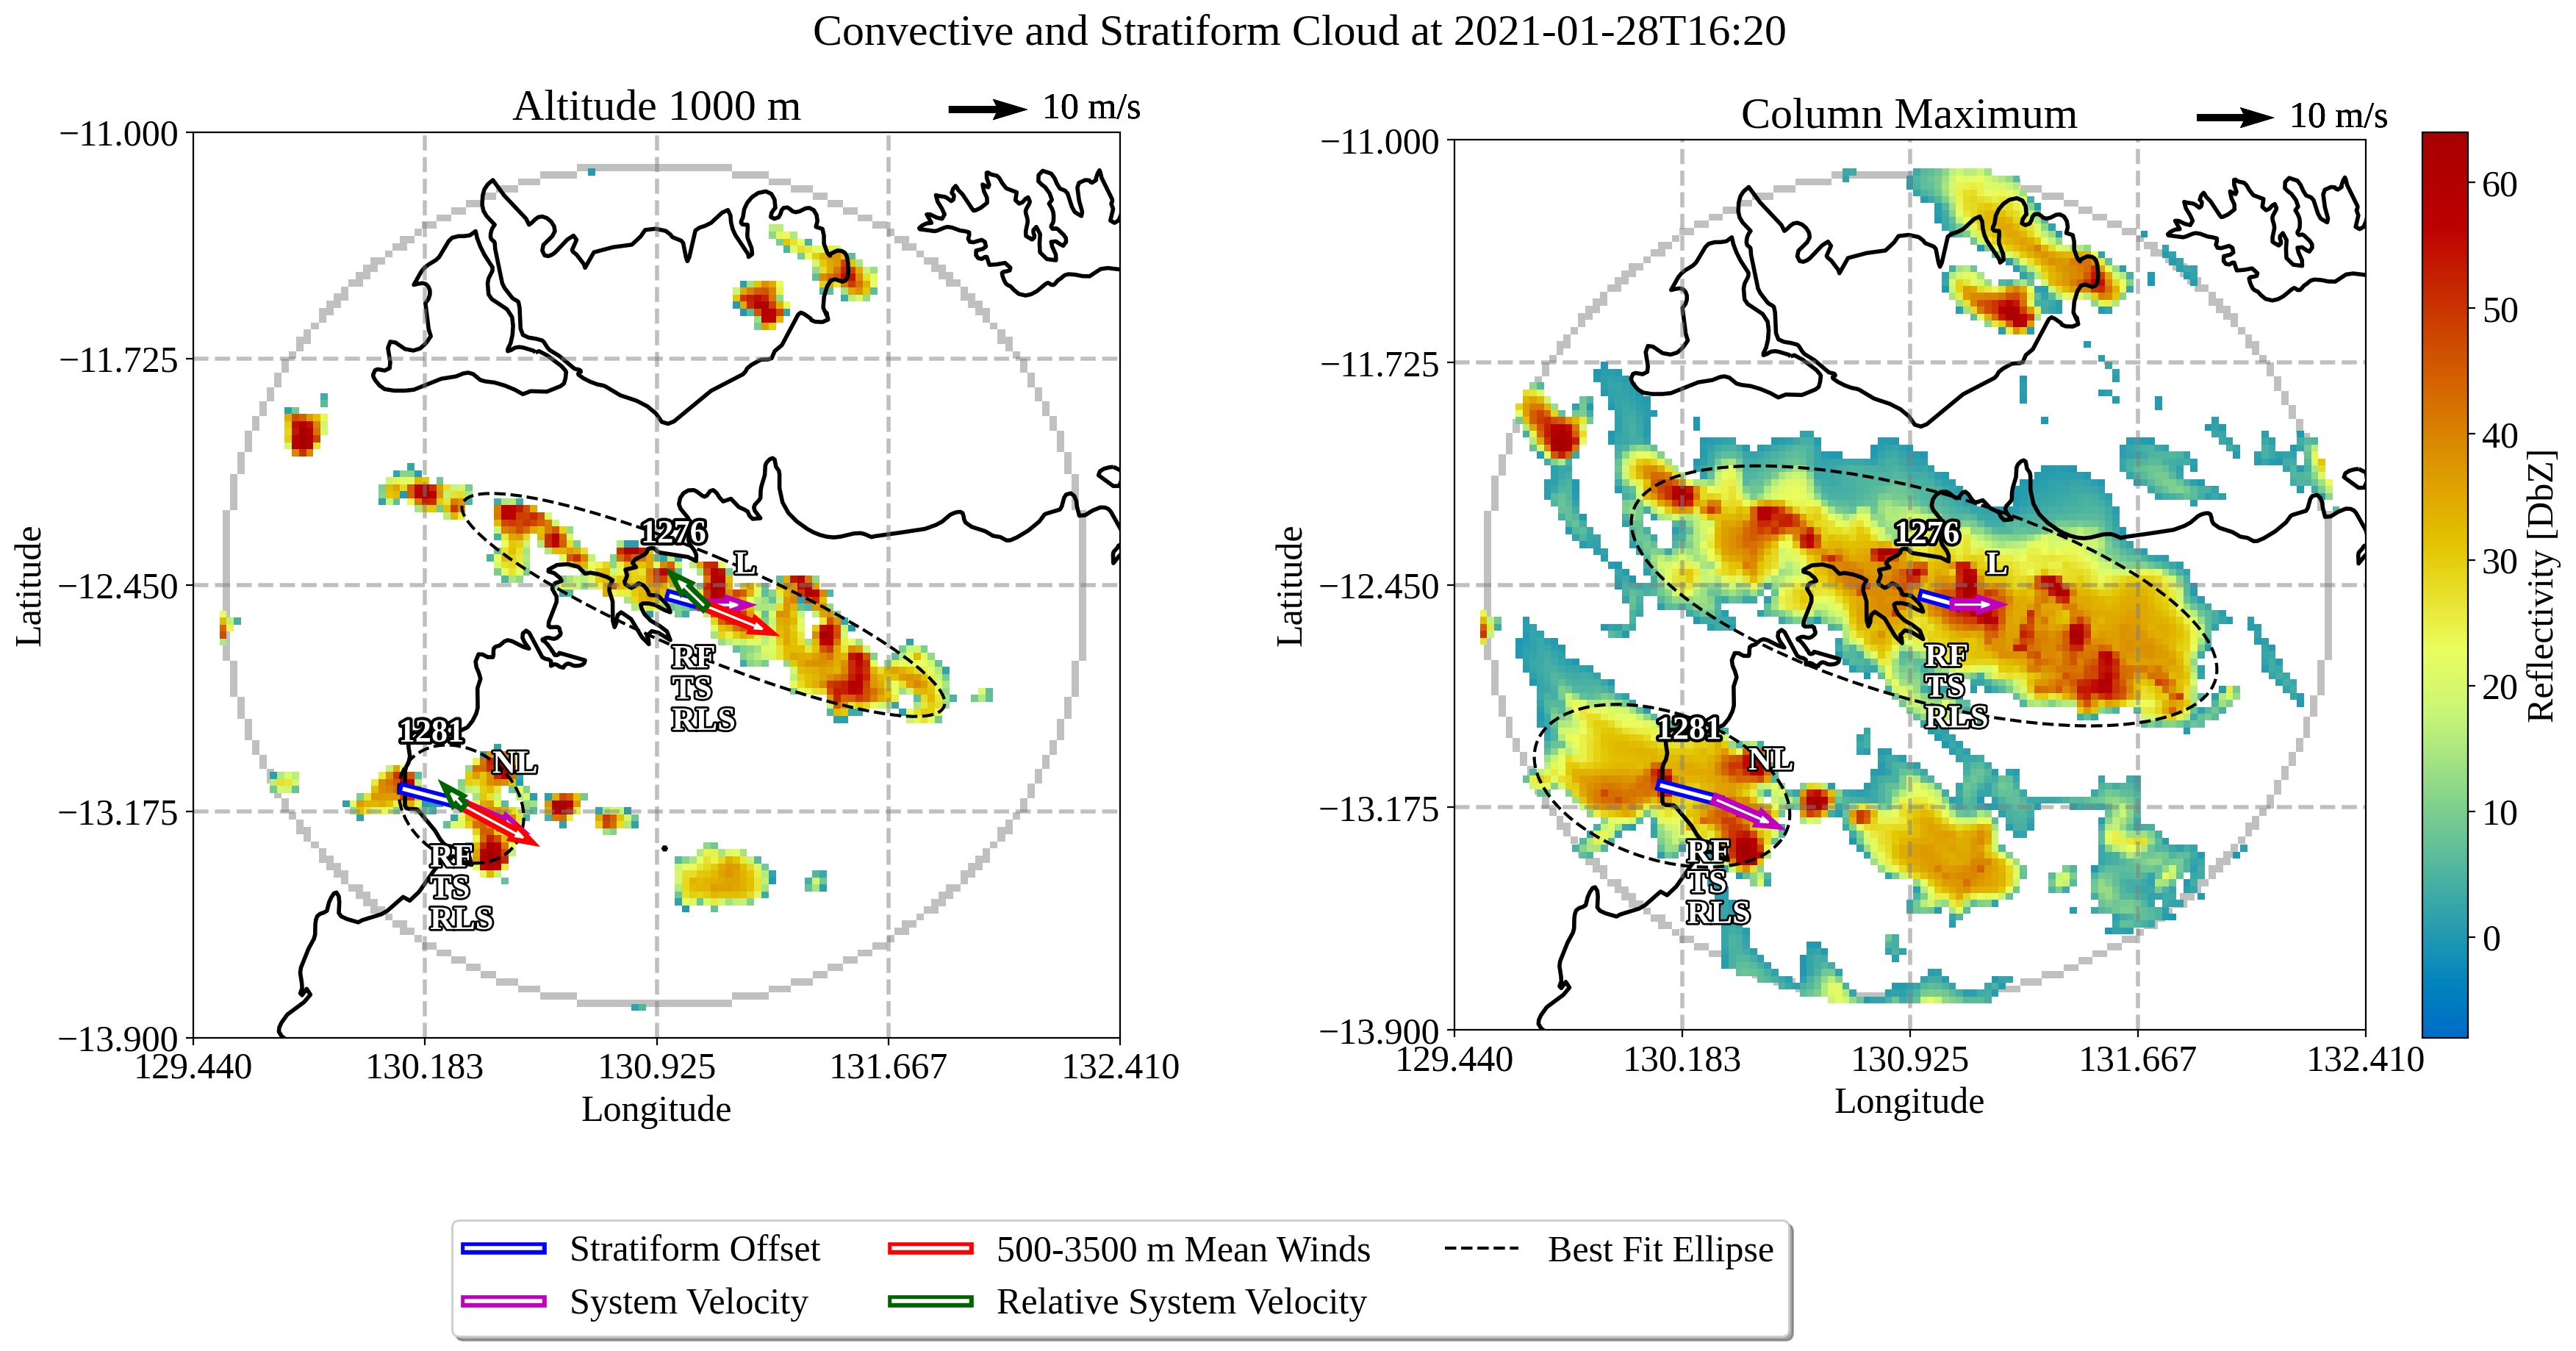 Convective and Stratiform Cloud at 2021-01-28T16:20
Altitude 1000 m
10 m/s
−11.000
−11.725
−12.450
−13.175
−13.900
Latitude
129.440
130.183
130.925
131.667
132.410
Longitude
1276
L
RF
TS
RLS
1281
NL
RF
TS
RLS
Column Maximum
10 m/s
−11.000
−11.725
−12.450
−13.175
−13.900
Latitude
129.440
130.183
130.925
131.667
132.410
Longitude
1276
L
RF
TS
RLS
1281
NL
RF
TS
RLS
60
50
40
30
20
10
0
Reflectivity [DbZ]
Stratiform Offset
System Velocity
500-3500 m Mean Winds
Relative System Velocity
Best Fit Ellipse